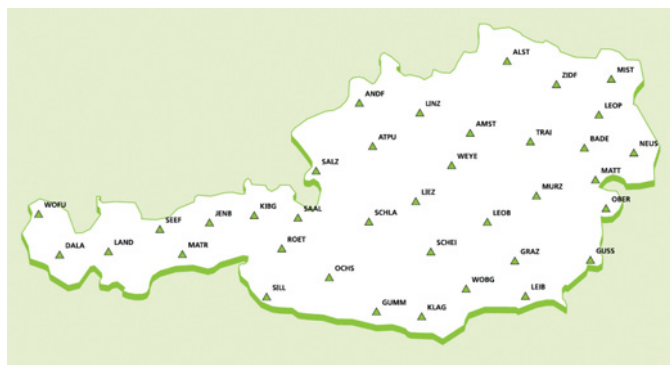 ALST
MIST
ZIDF
ANDF
LINZ
LEOP
AMST
TRAI
ATPU
BADE
NEUS
SALZ
WEYE
MATT
MURZ
LIEZ
OBER
WOFU
KIBG
SAAL
JENB
SEEF
SCHLA
LEOB
DALA
LAND
MATR
ROET
SCHEI
GRAZ
GUSS
OCHS
SILL
WOBG
LEIB
GUMM
KLAG